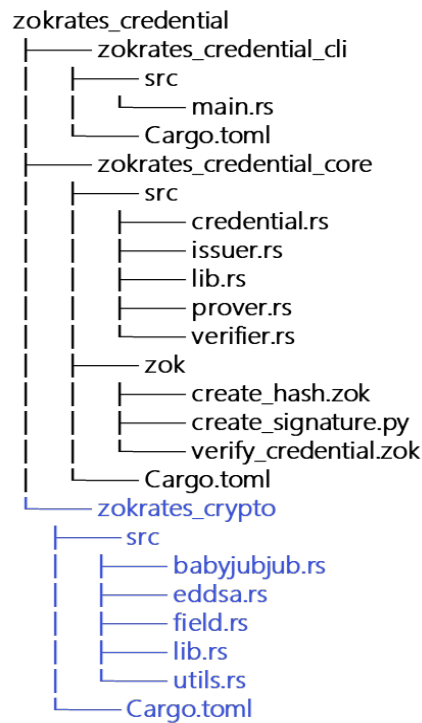 zokrates_credential
zokrates_credential_cli
src
main.rs
Cargo.toml
zokrates_credential_core
src
credential.rs
issuer.rs
lib.rs
prover.rs
verifier.rs
zok
create_hash.zok
create_signature.py
verify_credential.zok
Cargo.toml
zokrates_crypto
src
babyjubjub.rs
eddsa.rs
field.rs
lib.rs
utils.rs
Cargo.toml